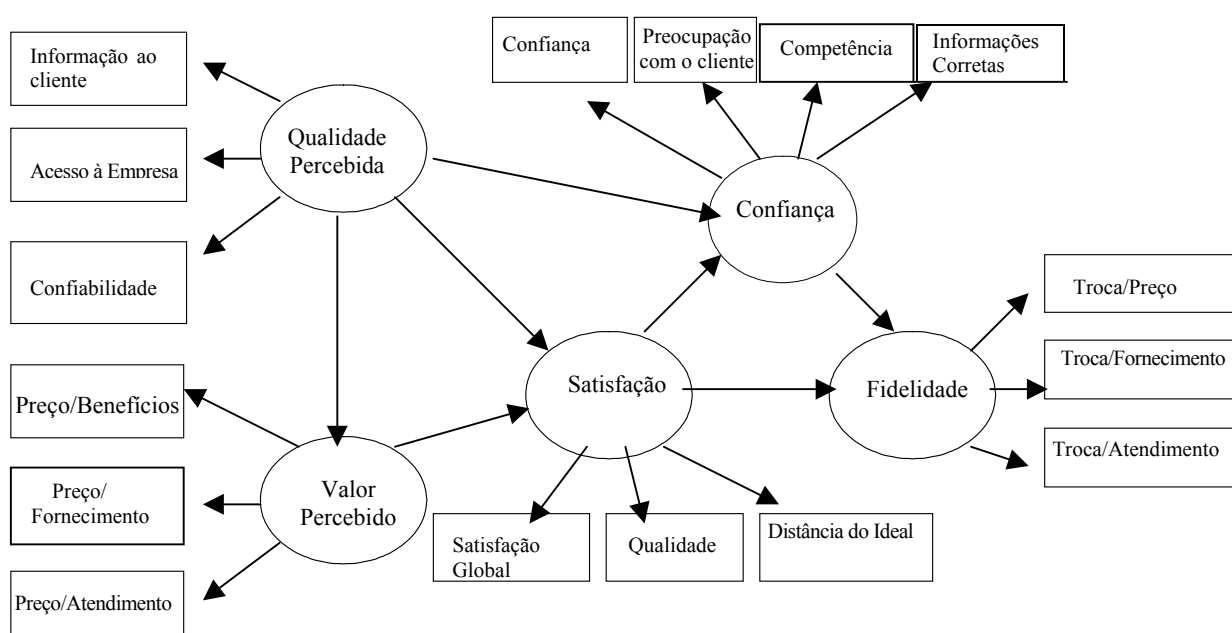 Informação ao
cliente
Acesso à Empresa
Confiabilidade
Preço/Benefícios
Preço/
Fornecimento
Preço/Atendimento
Qualidade
Percebida
Valor
Percebido
Confiança
Preocupação
com o cliente
Competência
Informações
Corretas
Confiança
Satisfação
Fidelidade
Satisfação
Global
Qualidade
Distância do Ideal
Troca/Preço
Troca/Fornecimento
Troca/Atendimento